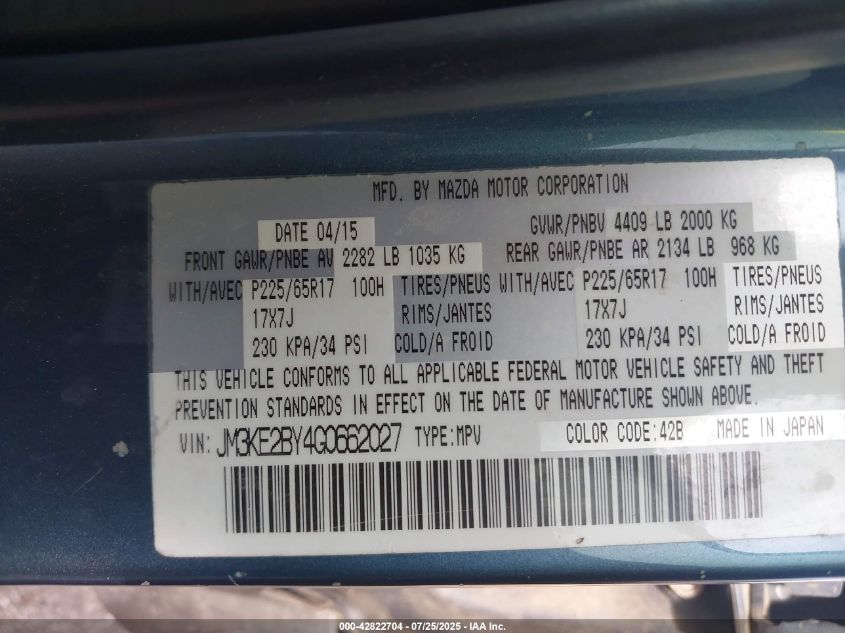 MFD. BY MAZDA MOTOR CORPORATION
DATE 04/15 GVWR/PNBV 4409 LB 2000 KG
FRONT GAWR/PNBE AV 2282 LB 1035 KG REAR GAWR/PNBE AR 2134 LB 968 KG
WITH/AVEC P225/65R17 100H TIRES/PNEUS WITH/AVEC P225/65R17 100H TIRES/PNEUS
17X7J RIMS/JANTES 17X7J RIMS/JANTES
230 KPA/34 PSI COLD/A FROID 230 KPA/34 PSI COLD/A FROID
THIS VEHICLE CONFORMS TO ALL APPLICABLE FEDERAL MOTOR VEHICLE SAFETY AND THEFT
PREVENTION STANDARDS IN EFFECT ON THE DATE OF MANUFACTURE SHOWN ABOVE.
VIN: JM3KE2BY4G0662027 TYPE:MPV COLOR CODE:42B MADE IN JAPAN
000-42822704 | 07/25/2025 - IAA Inc.